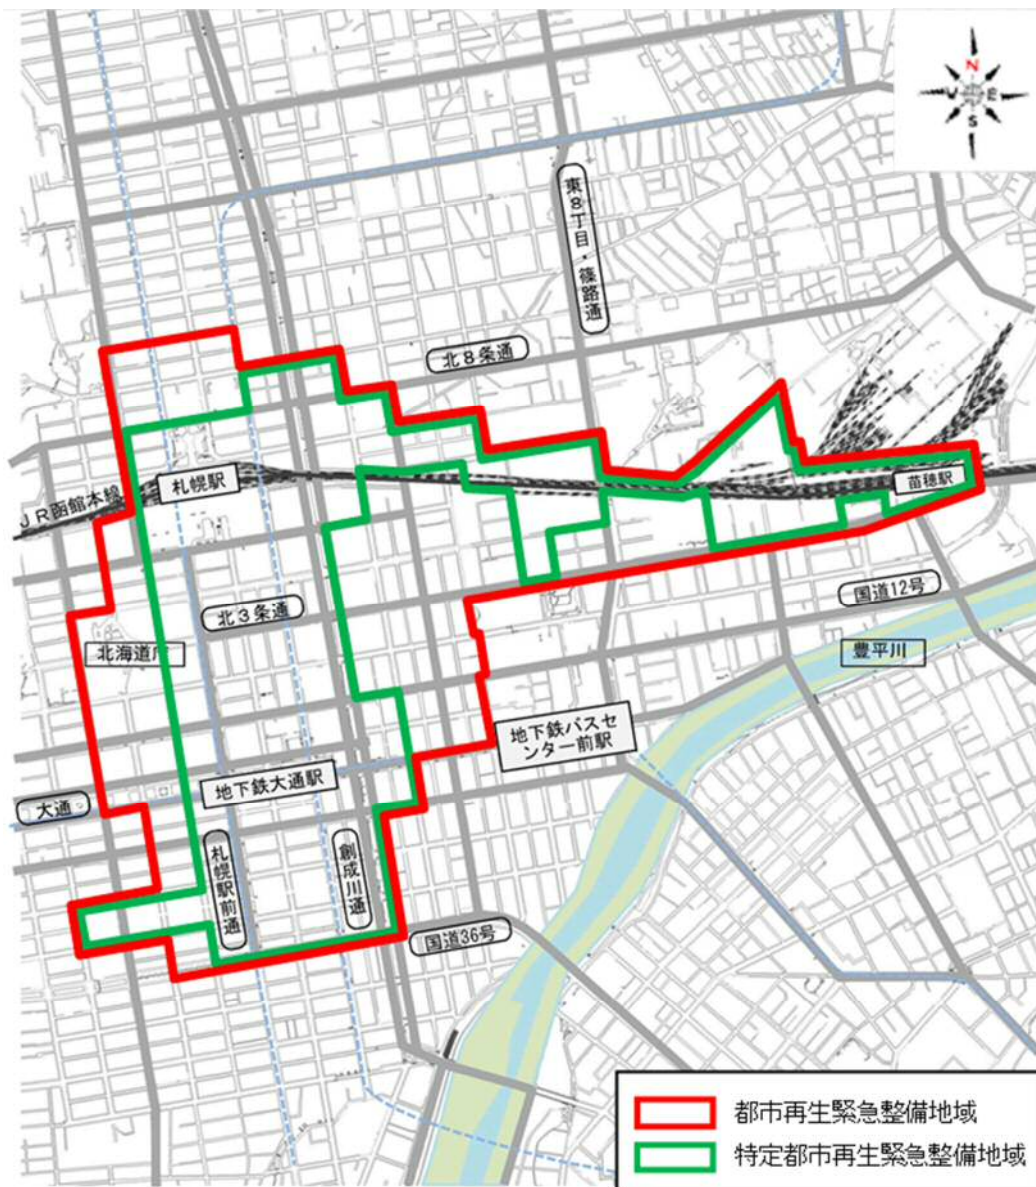 N
W
E
S
東8丁目・篠路通
北8条通
札幌駅
JR函館本線
苗穂駅
国道12号
北3条通
北海道庁
豊平川
地下鉄バスセ
ンター前駅
地下鉄大通駅
大通
札幌駅前通
創成川通
国道36号
都市再生緊急整備地域
特定都市再生緊急整備地域